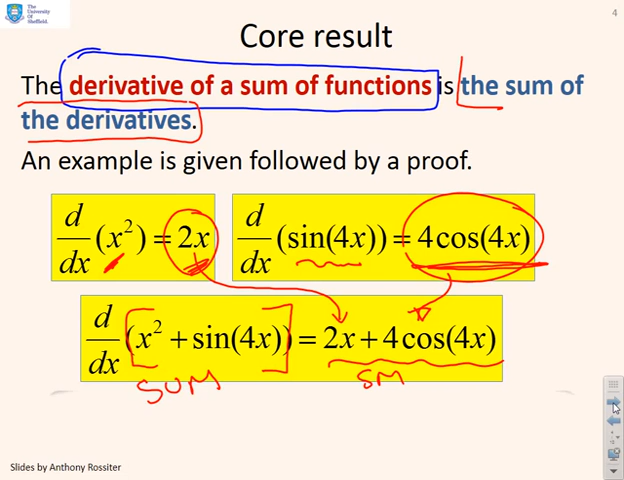 The
University
Of
Sheffield.
4
Core result
The derivative of a sum of functions is the sum of
the derivatives.
An example is given followed by a proof.
d/dx (x²) = 2x
d/dx (sin(4x)) = 4cos(4x)
d/dx (x² + sin(4x)) = 2x + 4cos(4x)
SUM
SM
Slides by Anthony Rossiter